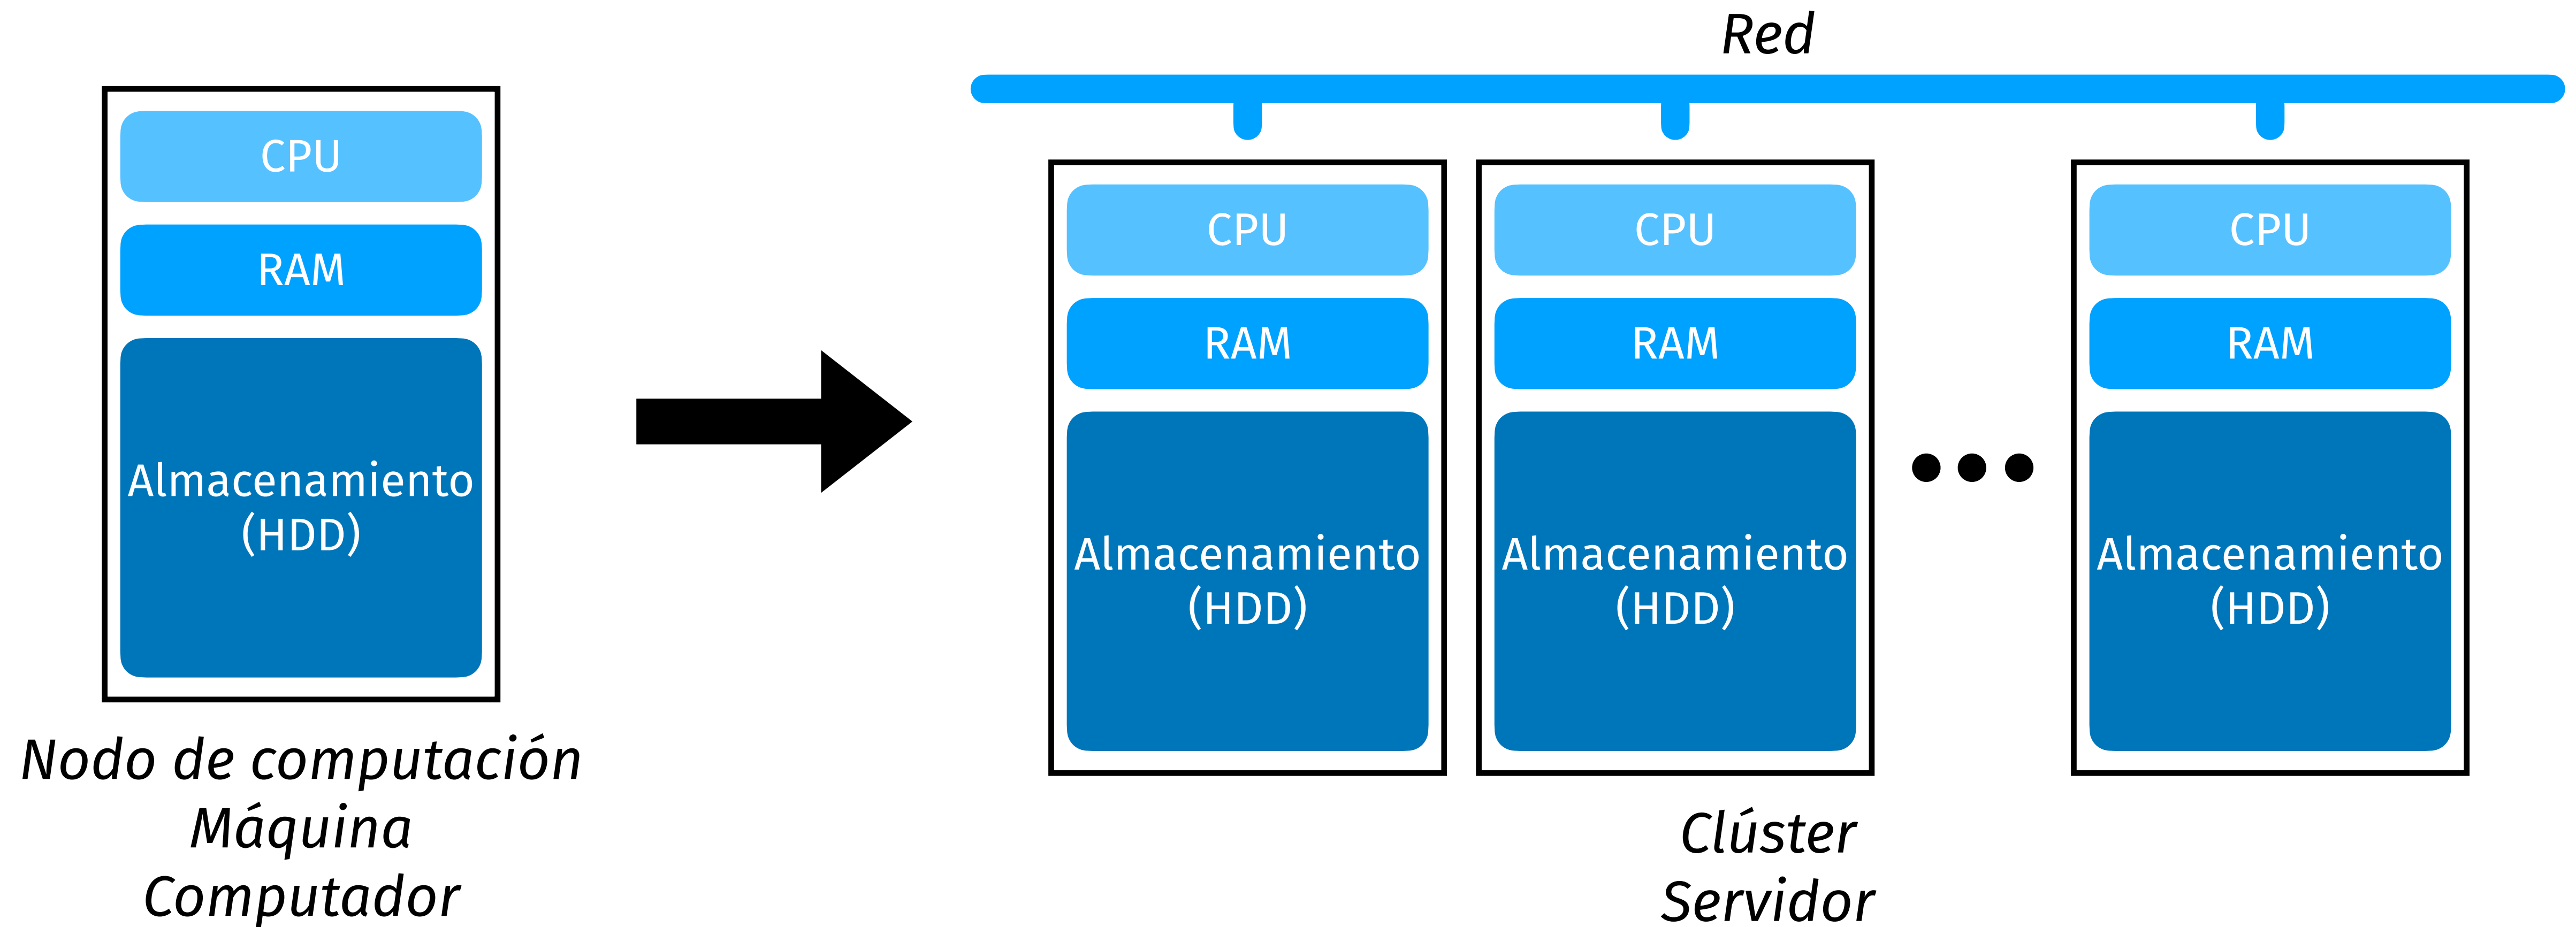 CPU
RAM
Almacenamiento
(HDD)
Nodo de computación
Máquina
Computador
Red
CPU
RAM
Almacenamiento
(HDD)
CPU
RAM
Almacenamiento
(HDD)
CPU
RAM
Almacenamiento
(HDD)
Clúster
Servidor